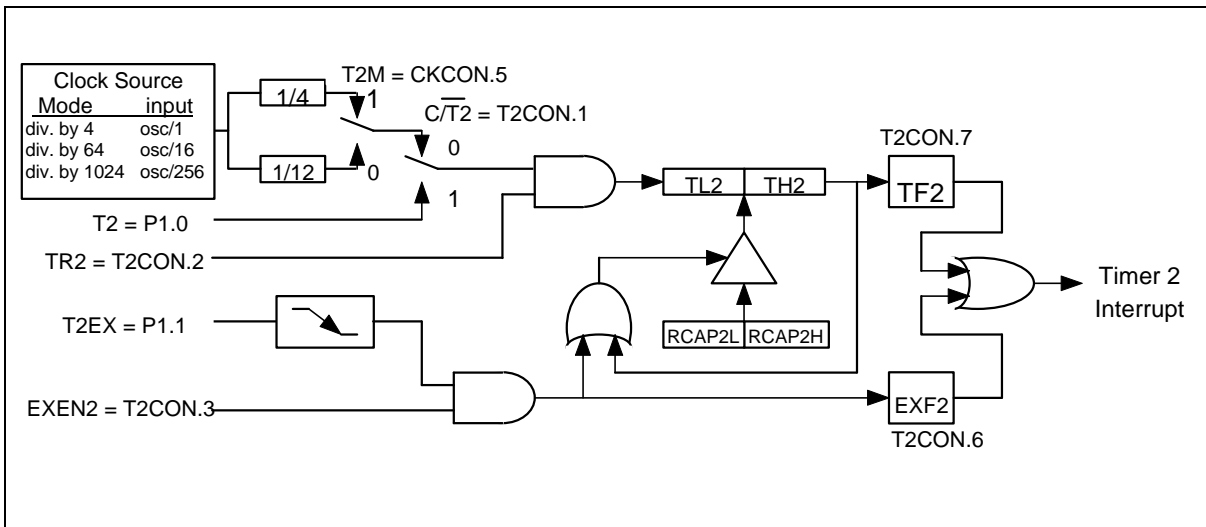 Clock Source
Mode input
div. by 4 osc/1
div. by 64 osc/16
div. by 1024 osc/256
1/4
1/12
T2M = CKCON.5
1
0
C/T2 = T2CON.1
0
1
T2 = P1.0
TR2 = T2CON.2
T2EX = P1.1
EXEN2 = T2CON.3
TL2 TH2
RCAP2L RCAP2H
T2CON.7
TF2
EXF2
T2CON.6
Timer 2
Interrupt